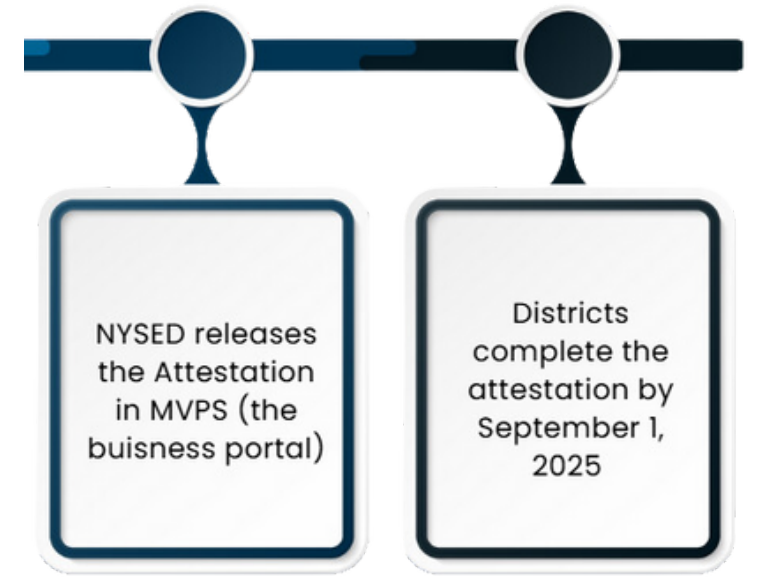 NYSED releases
the Attestation
in MVPS (the
buisness portal)
Districts
complete the
attestation by
September 1,
2025